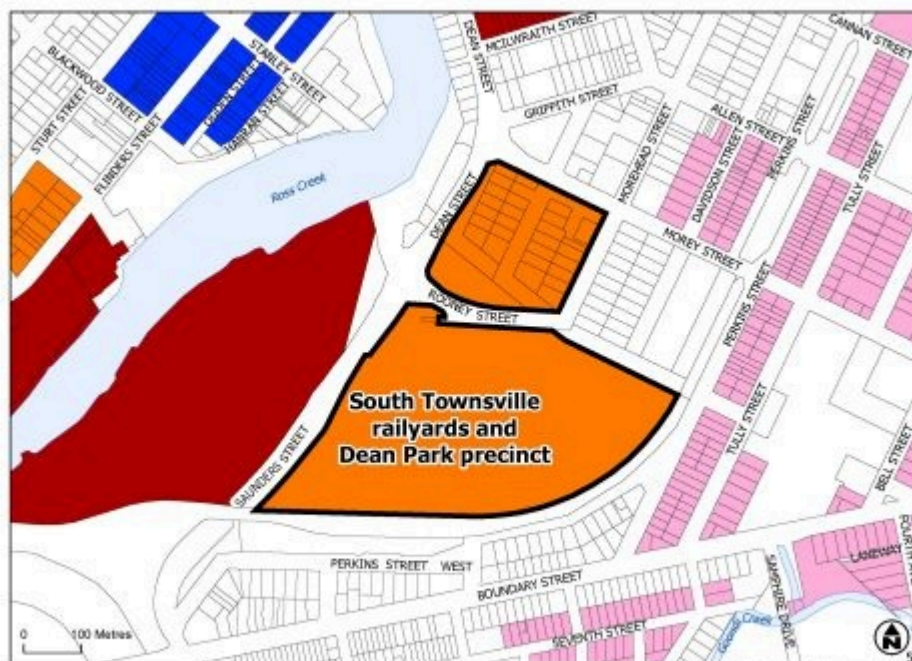 CANNAN STREET
DEAN STREET
MCILWRAITH STREET
STANLEY STREET
BLACKWOOD STREET
OGDEN STREET
HANRAN STREET
STURT STREET
FLINDERS STREET
GRIFFITH STREET
ALLEN STREET
PERKINS STREET
MOREHEAD STREET
DAVIDSON STREET
TULLY STREET
Ross Creek
DEAN STREET
MOREY STREET
RODNEY STREET
PERKINS STREET
South Townsville
railyards and
Dean Park precinct
SAUNDERS STREET
TULLY STREET
BELL STREET
PERKINS STREET WEST
BOUNDARY STREET
LANEWAY
SAMPHIRE DRIVE
SEVENTH STREET
0 100 Metres
N